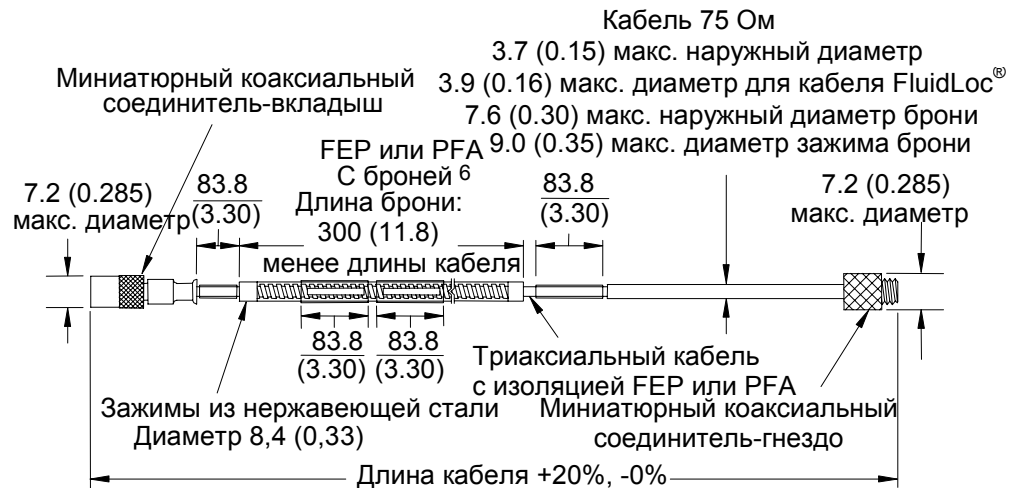 Кабель 75 Ом
3.7 (0.15) макс. наружный диаметр
3.9 (0.16) макс. диаметр для кабеля FluidLoc®
7.6 (0.30) макс. наружный диаметр брони
9.0 (0.35) макс. диаметр зажима брони
Миниатюрный коаксиальный
соединитель-вкладыш
FEP или PFA
С броней 6
Длина брони:
300 (11.8)
менее длины кабеля
7.2 (0.285)
макс. диаметр
83.8
(3.30)
83.8
(3.30)
7.2 (0.285)
макс. диаметр
83.8
(3.30)
83.8
(3.30)
Триаксиальный кабель
с изоляцией FEP или PFA
Зажимы из нержавеющей стали
Диаметр 8,4 (0,33)
Миниатюрный коаксиальный
соединитель-гнездо
Длина кабеля +20%, -0%